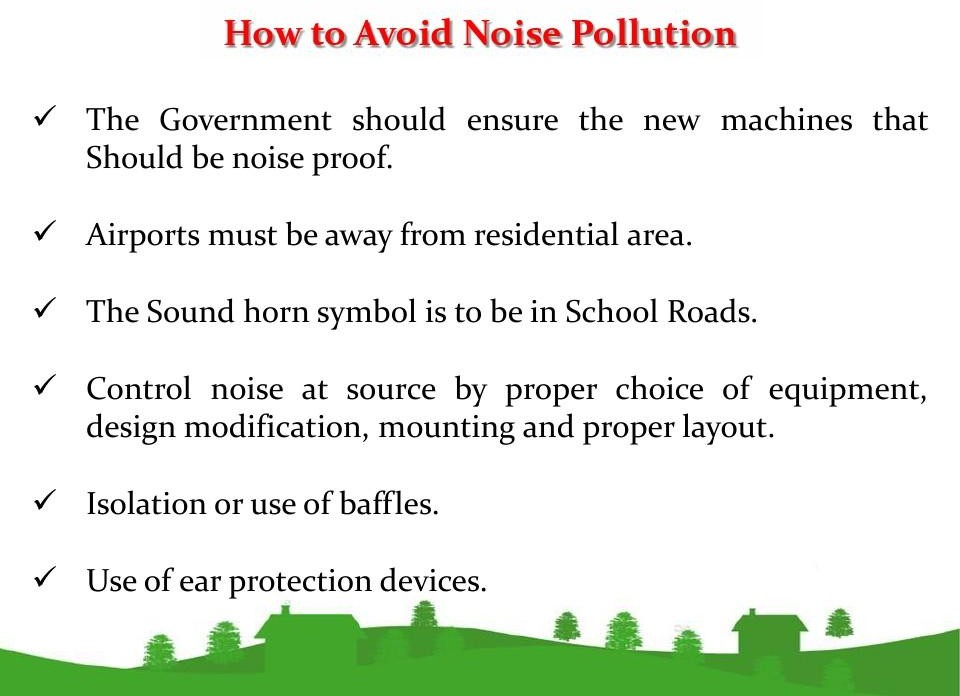 How to Avoid Noise Pollution
✓ The Government should ensure the new machines that
Should be noise proof.
✓ Airports must be away from residential area.
✓ The Sound horn symbol is to be in School Roads.
✓ Control noise at source by proper choice of equipment,
design modification, mounting and proper layout.
✓ Isolation or use of baffles.
✓ Use of ear protection devices.